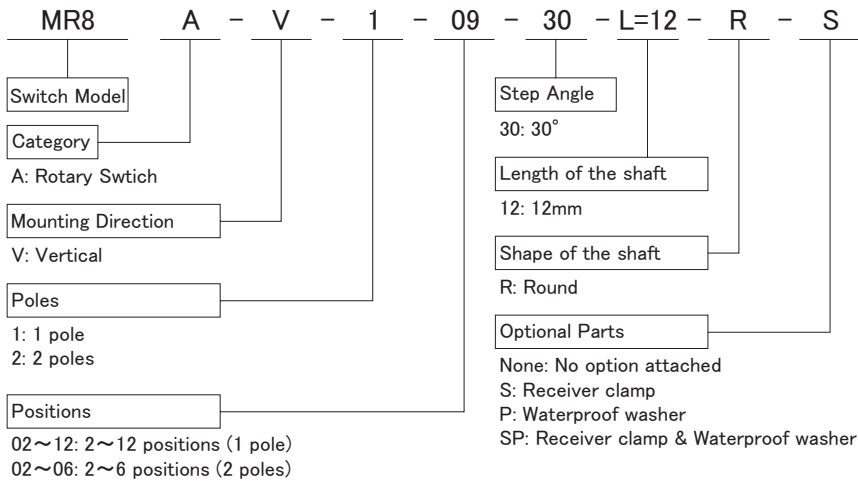 MR8 A - V - 1 - 09 - 30 - L=12 - R - S
Switch Model
Category
A: Rotary Swtich
Mounting Direction
V: Vertical
Poles
1: 1 pole
2: 2 poles
Positions
02～12: 2～12 positions (1 pole)
02～06: 2～6 positions (2 poles)
Step Angle
30: 30°
Length of the shaft
12: 12mm
Shape of the shaft
R: Round
Optional Parts
None: No option attached
S: Receiver clamp
P: Waterproof washer
SP: Receiver clamp & Waterproof washer